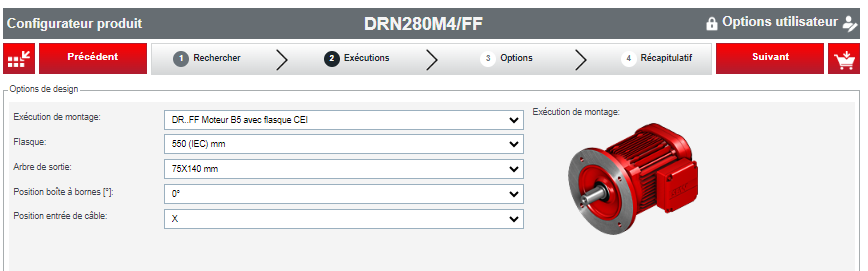 Configurateur produit DRN280M4/FF Options utilisateur
Précédent 1 Rechercher 2 Exécutions 3 Options 4 Récapitulatif Suivant
Options de design
Exécution de montage: DR..FF Moteur B5 avec flasque CEI Exécution de montage:
Flasque: 550 (IEC) mm
Arbre de sortie: 75X140 mm
Position boîte à bornes [°]: 0°
Position entrée de câble: X